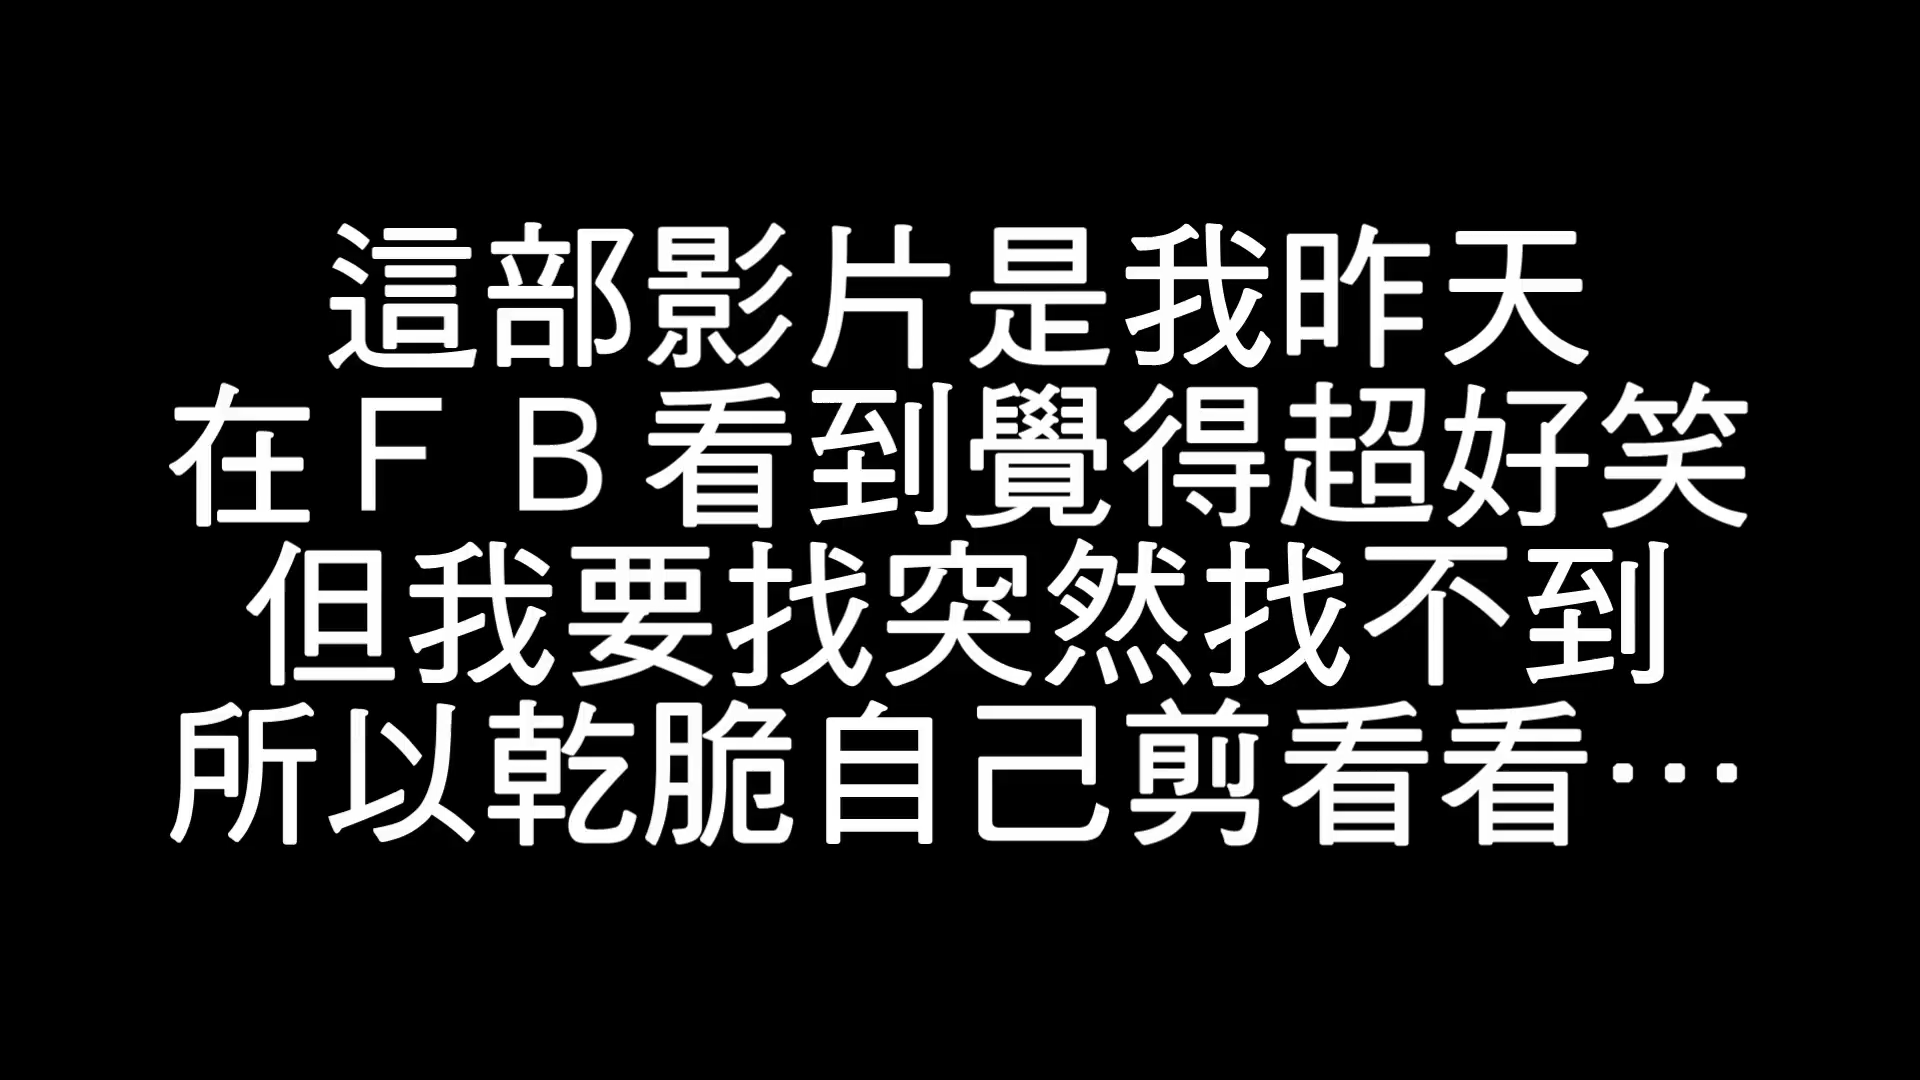 這部影片是我昨天
在ＦＢ看到覺得超好笑
但我要找突然找不到
所以乾脆自己剪看看…